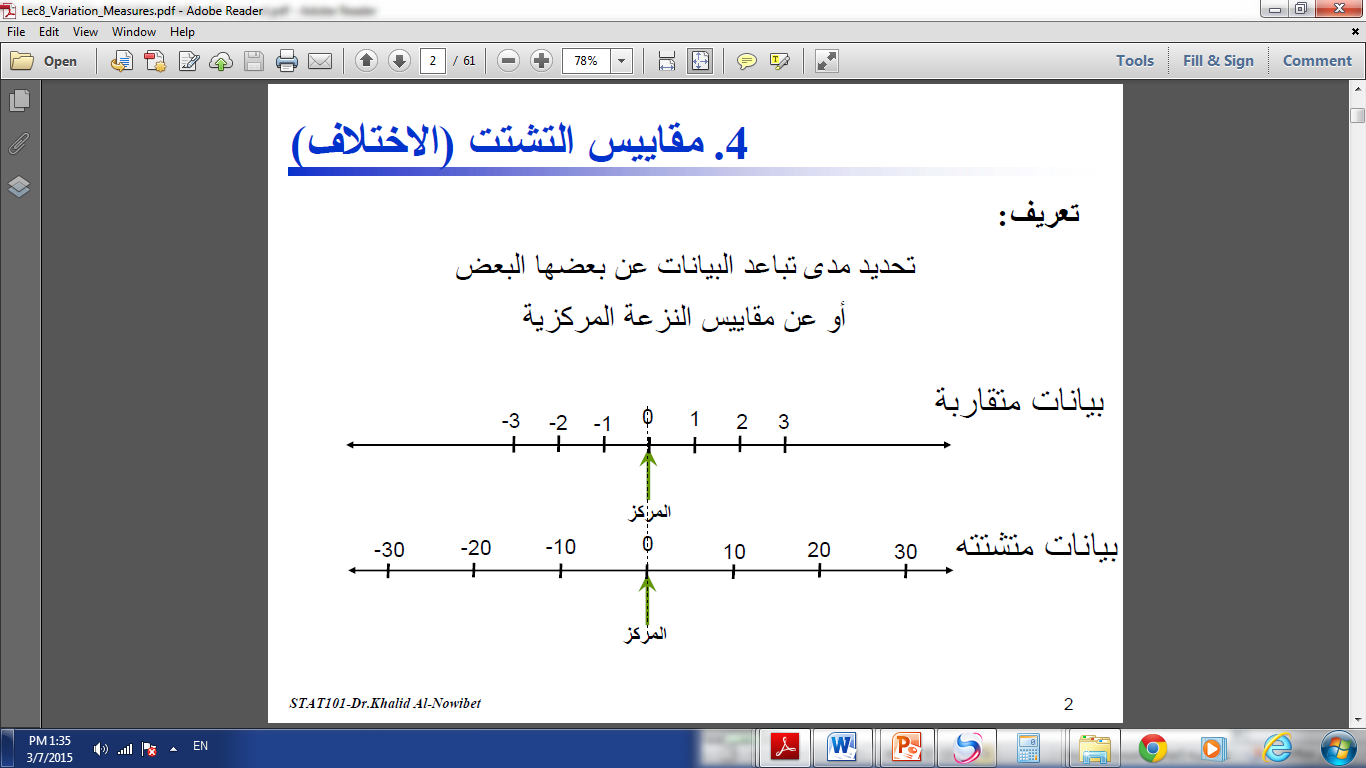 Lec8_Variation_Measures.pdf - Adobe Reader
File Edit View Window Help
Open 2 / 61 78% Tools Fill & Sign Comment
4. مقاييس التشتت (الاختلاف)
تعريف:
تحديد مدى تباعد البيانات عن بعضها البعض
أو عن مقاييس النزعة المركزية
بيانات متقاربة
-3 -2 -1 0 1 2 3
المركز
بيانات متشتته
-30 -20 -10 0 10 20 30
المركز
STAT101-Dr.Khalid Al-Nowibet 2
PM 1:35
3/7/2015
EN